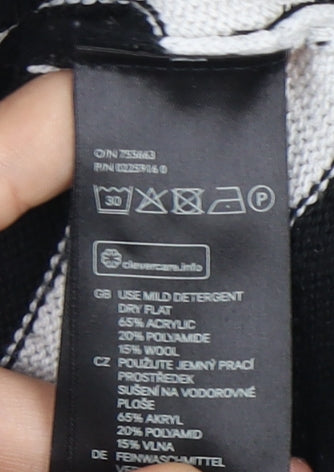 O/N 755663
P/N 0225916 0
30
P
clevercare.info
GB USE MILD DETERGENT
DRY FLAT
65% ACRYLIC
20% POLYAMIDE
15% WOOL
CZ POUŽIJTE JEMNÝ PRACÍ
PROSTŘEDEK
SUŠENÍ NA VODOROVNÉ
PLOŠE
65% AKRYL
20% POLYAMID
15% VLNA
DE FEINWASCHMITTEL